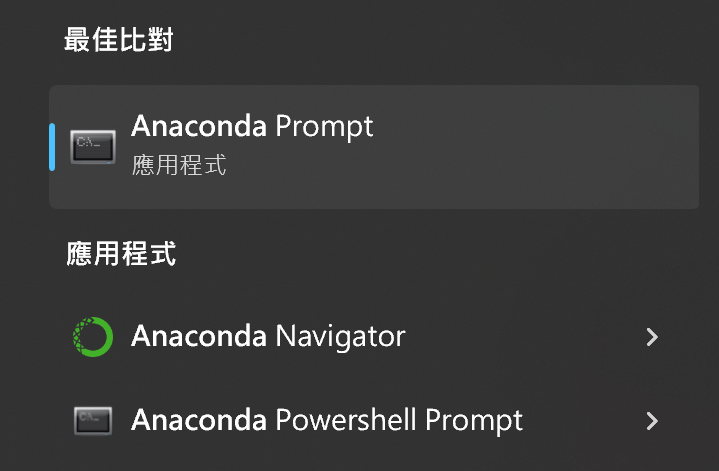 最佳比對
Anaconda Prompt
應用程式
應用程式
Anaconda Navigator
Anaconda Powershell Prompt